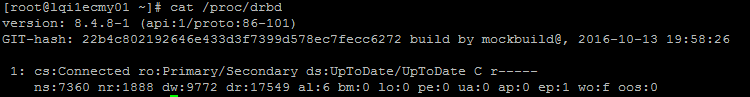 [root@lqi1ecmy01 ~]# cat /proc/drbd
version: 8.4.8-1 (api:1/proto:86-101)
GIT-hash: 22b4c802192646e433d3f7399d578ec7fecc6272 build by mockbuild@, 2016-10-13 19:58:26
1: cs:Connected ro:Primary/Secondary ds:UpToDate/UpToDate C r-----
ns:7360 nr:1888 dw:9772 dr:17549 al:6 bm:0 lo:0 pe:0 ua:0 ap:0 ep:1 wo:f oos:0